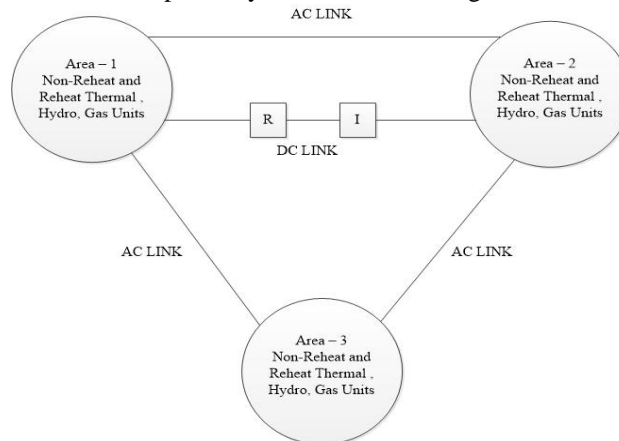 AC LINK
Area – 1
Non-Reheat and
Reheat Thermal ,
Hydro, Gas Units
Area – 2
Non-Reheat and
Reheat Thermal ,
Hydro, Gas Units
R
I
DC LINK
AC LINK
AC LINK
Area – 3
Non-Reheat and
Reheat Thermal ,
Hydro, Gas Units